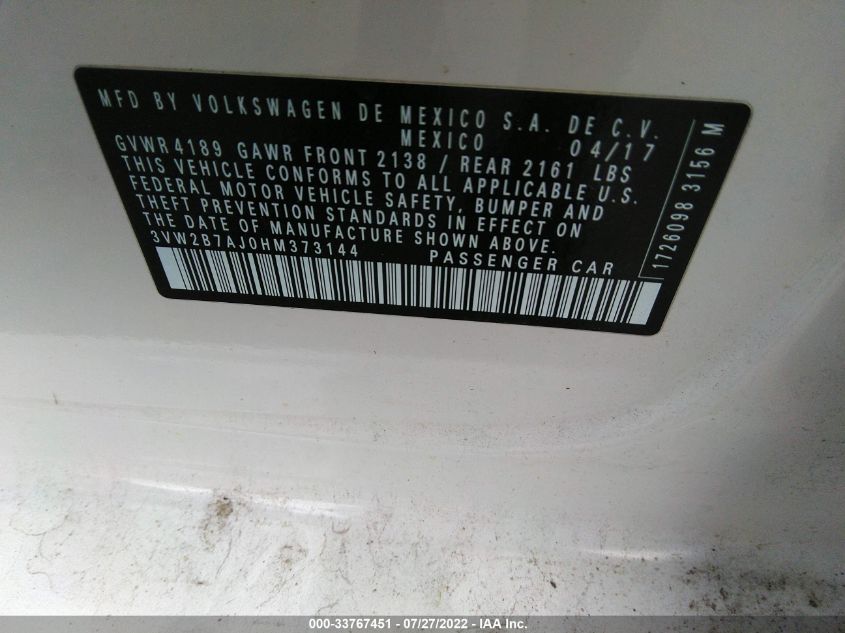 MFD BY VOLKSWAGEN DE MEXICO S.A. DE C.V.
MEXICO 04/17
GVWR 4189 GAWR FRONT 2138 / REAR 2161 LBS
THIS VEHICLE CONFORMS TO ALL APPLICABLE U.S.
FEDERAL MOTOR VEHICLE SAFETY, BUMPER AND
THEFT PREVENTION STANDARDS IN EFFECT ON
THE DATE OF MANUFACTURE SHOWN ABOVE.
3VW2B7AJ0HM373144 PASSENGER CAR
1726098 3156 M
000-33767451 - 07/27/2022 - IAA Inc.